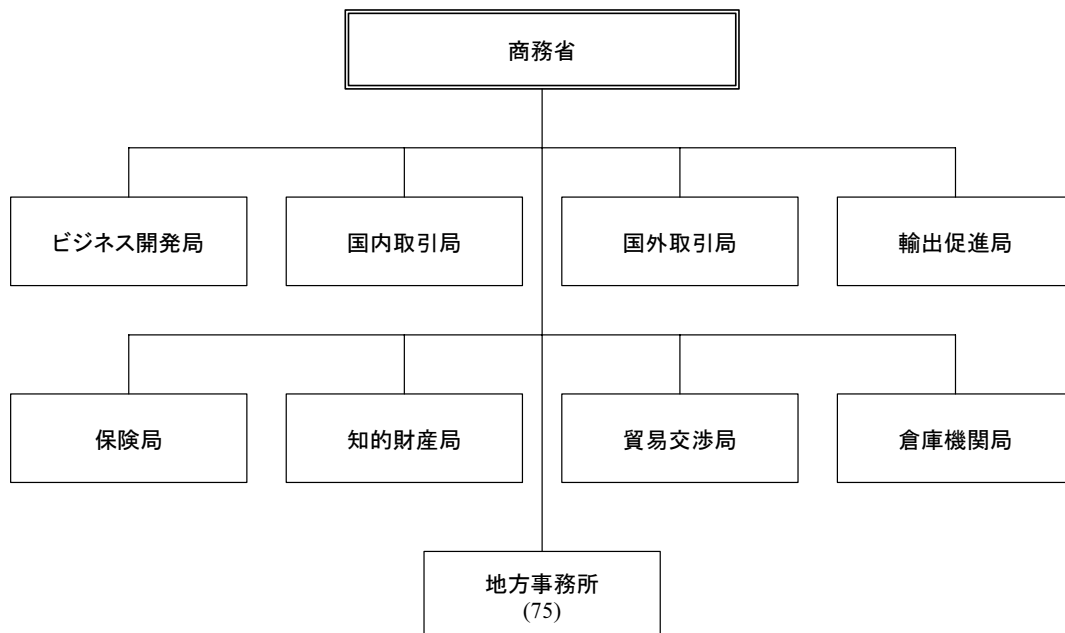 商務省
ビジネス開発局
国内取引局
国外取引局
輸出促進局
保険局
知的財産局
貿易交渉局
倉庫機関局
地方事務所
(75)